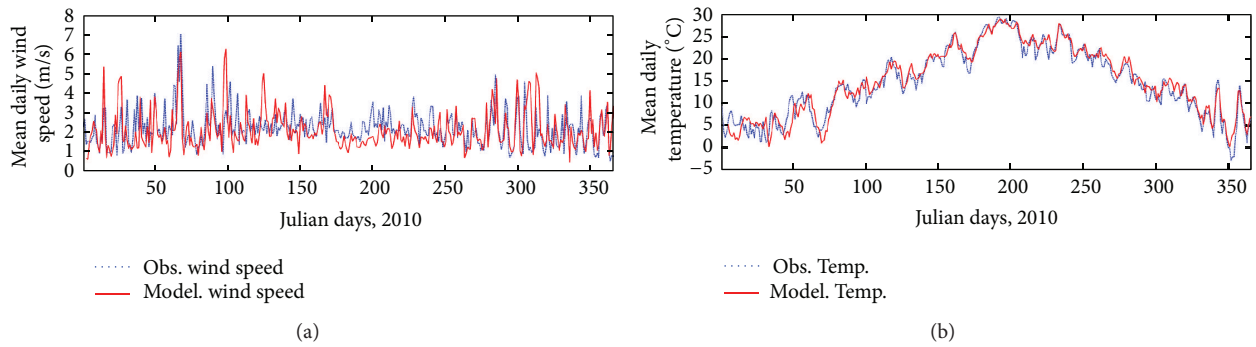 Mean daily wind
speed (m/s)
8
7
6
5
4
3
2
1
0
50
100
150
200
250
300
350
Julian days, 2010
Obs. wind speed
Model. wind speed
(a)
Mean daily
temperature (°C)
30
25
20
15
10
5
0
−5
50
100
150
200
250
300
350
Julian days, 2010
Obs. Temp.
Model. Temp.
(b)